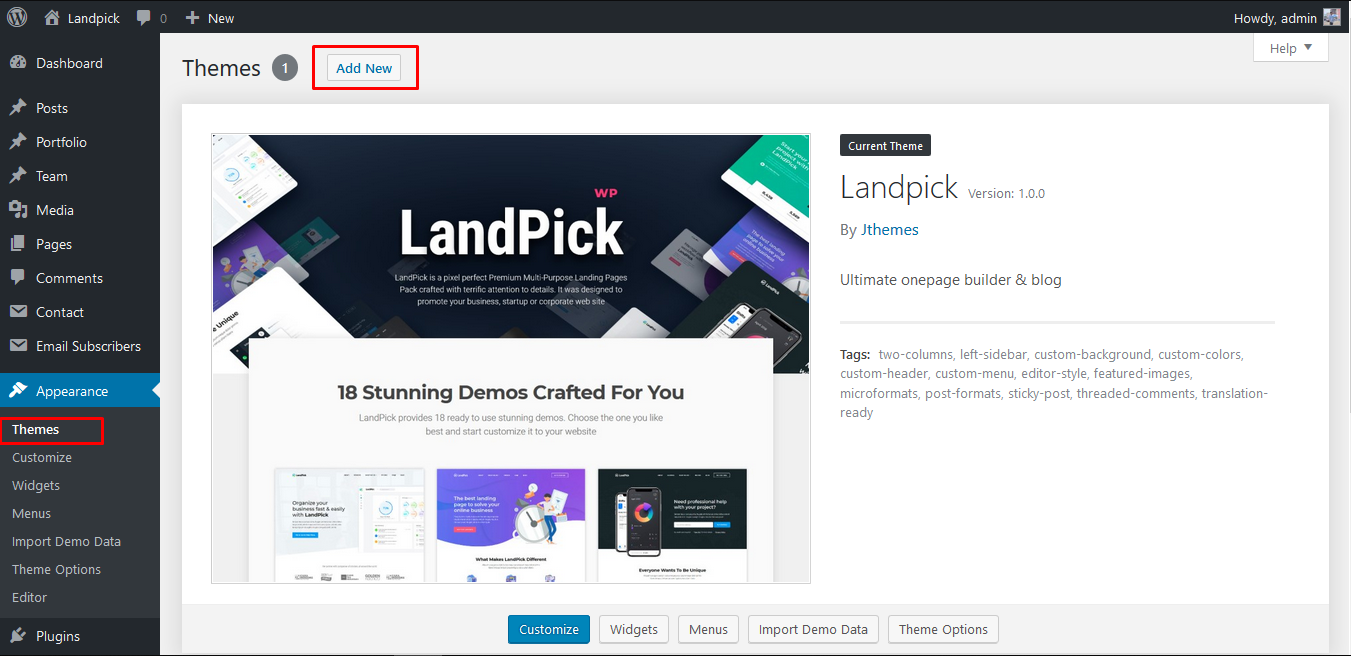 Landpick 0 New Howdy, admin
Dashboard
Posts
Portfolio
Team
Media
Pages
Comments
Contact
Email Subscribers
Appearance
Themes
Customize
Widgets
Menus
Import Demo Data
Theme Options
Editor
Plugins
Help
Themes 1 Add New
WP
LandPick
LandPick is a pixel perfect Premium Multi-Purpose Landing Pages
Pack crafted with terrific attention to details. It was designed to
promote your business, startup or corporate web site
Start your
project with
LandPick
18 Stunning Demos Crafted For You
LandPick provides 18 ready to use stunning demos. Choose the one you like
best and start customize it to your website
Organize your
business fast & easily
with LandPick
The best landing
page to solve your
online business
What Makes LandPick Different
Need professional help
with your project?
Everyone Wants To Be Unique
Current Theme
Landpick Version: 1.0.0
By Jthemes
Ultimate onepage builder & blog
Tags: two-columns, left-sidebar, custom-background, custom-colors,
custom-header, custom-menu, editor-style, featured-images,
microformats, post-formats, sticky-post, threaded-comments, translation-
ready
Customize Widgets Menus Import Demo Data Theme Options